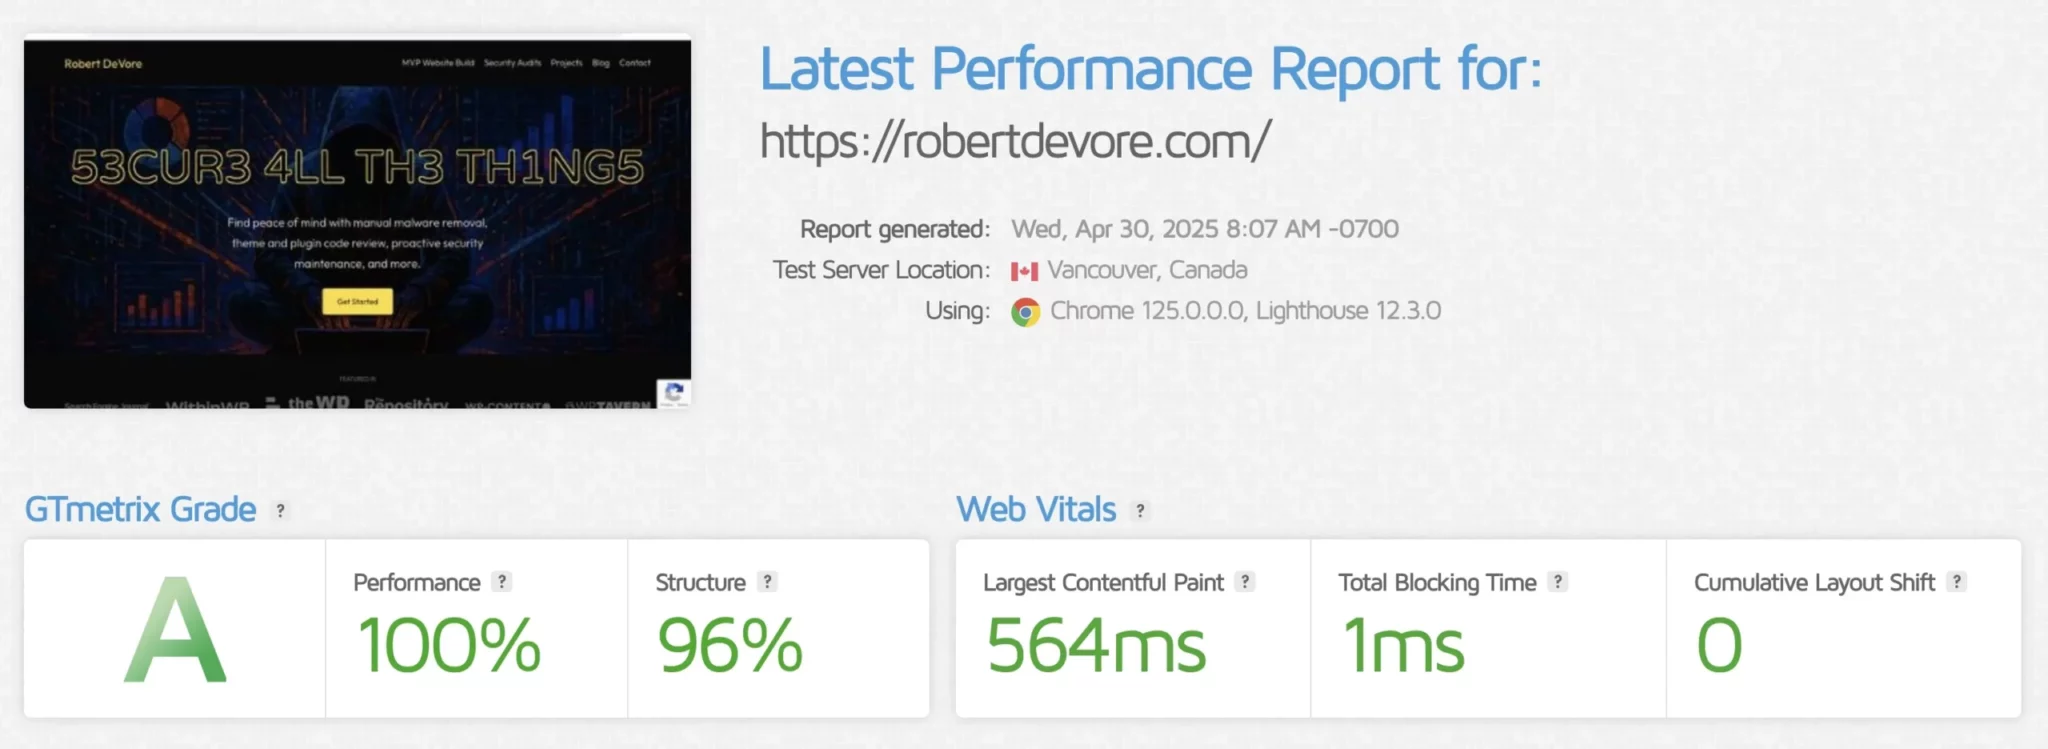 Robert DeVore
MVP Website Build Security Audits Projects Blog Contact
53CUR3 4LL TH3 TH1NG5
Find peace of mind with manual malware removal,
theme and plugin code review, proactive security
maintenance, and more.
Get Started
FEATURED IN
Search Engine Journal WithinWP the WP Repository WP-CONTENT WPTAVERN
Latest Performance Report for:
https://robertdevore.com/
Report generated: Wed, Apr 30, 2025 8:07 AM -0700
Test Server Location: Vancouver, Canada
Using: Chrome 125.0.0.0, Lighthouse 12.3.0
GTmetrix Grade ?
A
Performance ?
100%
Structure ?
96%
Web Vitals ?
Largest Contentful Paint ?
564ms
Total Blocking Time ?
1ms
Cumulative Layout Shift ?
0